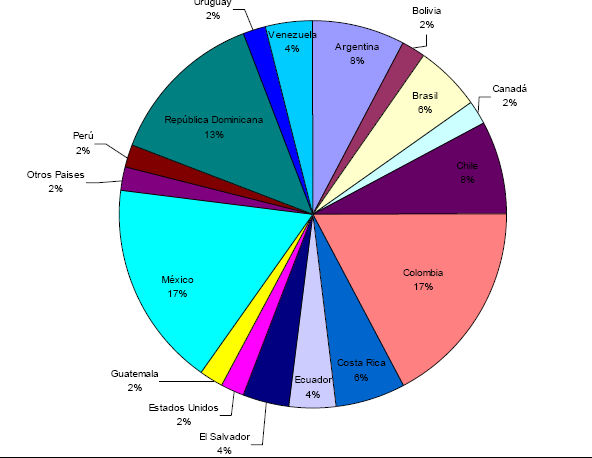 Uruguay
2%
Venezuela
4%
Argentina
8%
Bolivia
2%
Brasil
6%
Canadá
2%
Chile
8%
Colombia
17%
Costa Rica
6%
Ecuador
4%
El Salvador
4%
Estados Unidos
2%
Guatemala
2%
México
17%
Otros Paises
2%
Perú
2%
República Dominicana
13%